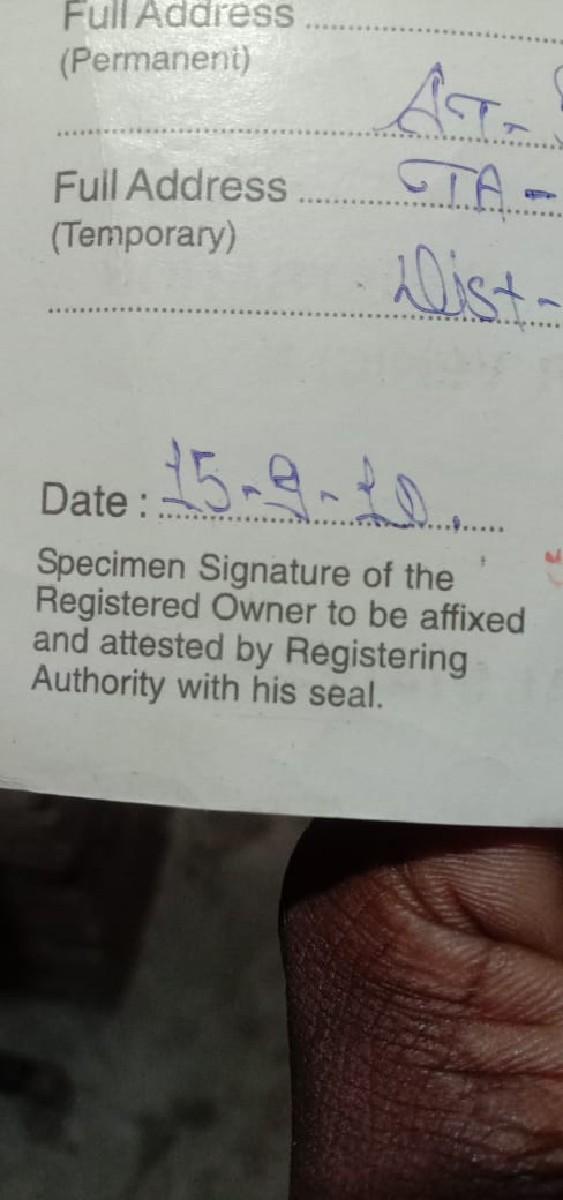 Full Address ....................
(Permanent)
AT-
....................
Full Address .................... TA -
(Temporary)
Dist -
....................
Date : 15-9-10.
Specimen Signature of the
Registered Owner to be affixed
and attested by Registering
Authority with his seal.